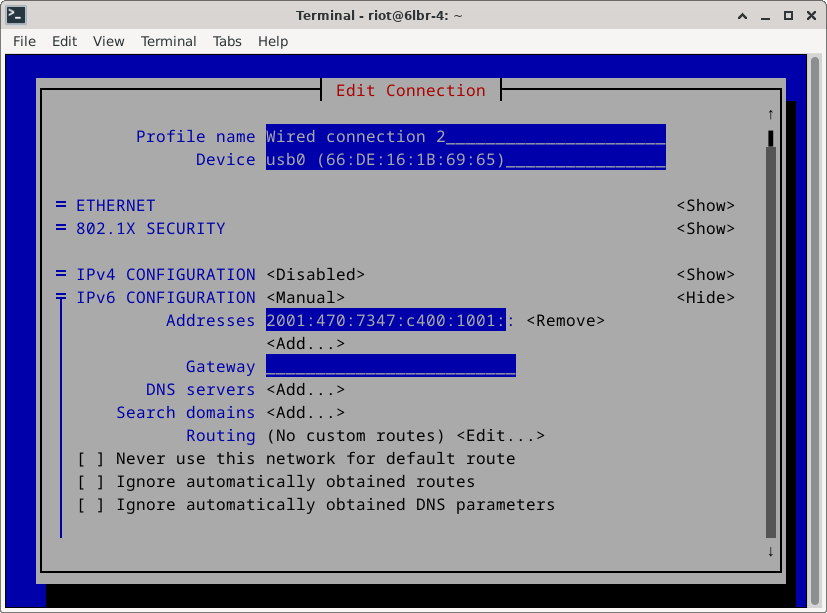 Terminal - riot@6lbr-4: ~
File Edit View Terminal Tabs Help
Edit Connection
Profile name Wired connection 2______________________
Device usb0 (66:DE:16:1B:69:65)________________
= ETHERNET <Show>
= 802.1X SECURITY <Show>
= IPv4 CONFIGURATION <Disabled> <Show>
= IPv6 CONFIGURATION <Manual> <Hide>
Addresses 2001:470:7347:c400:1001:: <Remove>
<Add...>
Gateway _________________________
DNS servers <Add...>
Search domains <Add...>
Routing (No custom routes) <Edit...>
[ ] Never use this network for default route
[ ] Ignore automatically obtained routes
[ ] Ignore automatically obtained DNS parameters